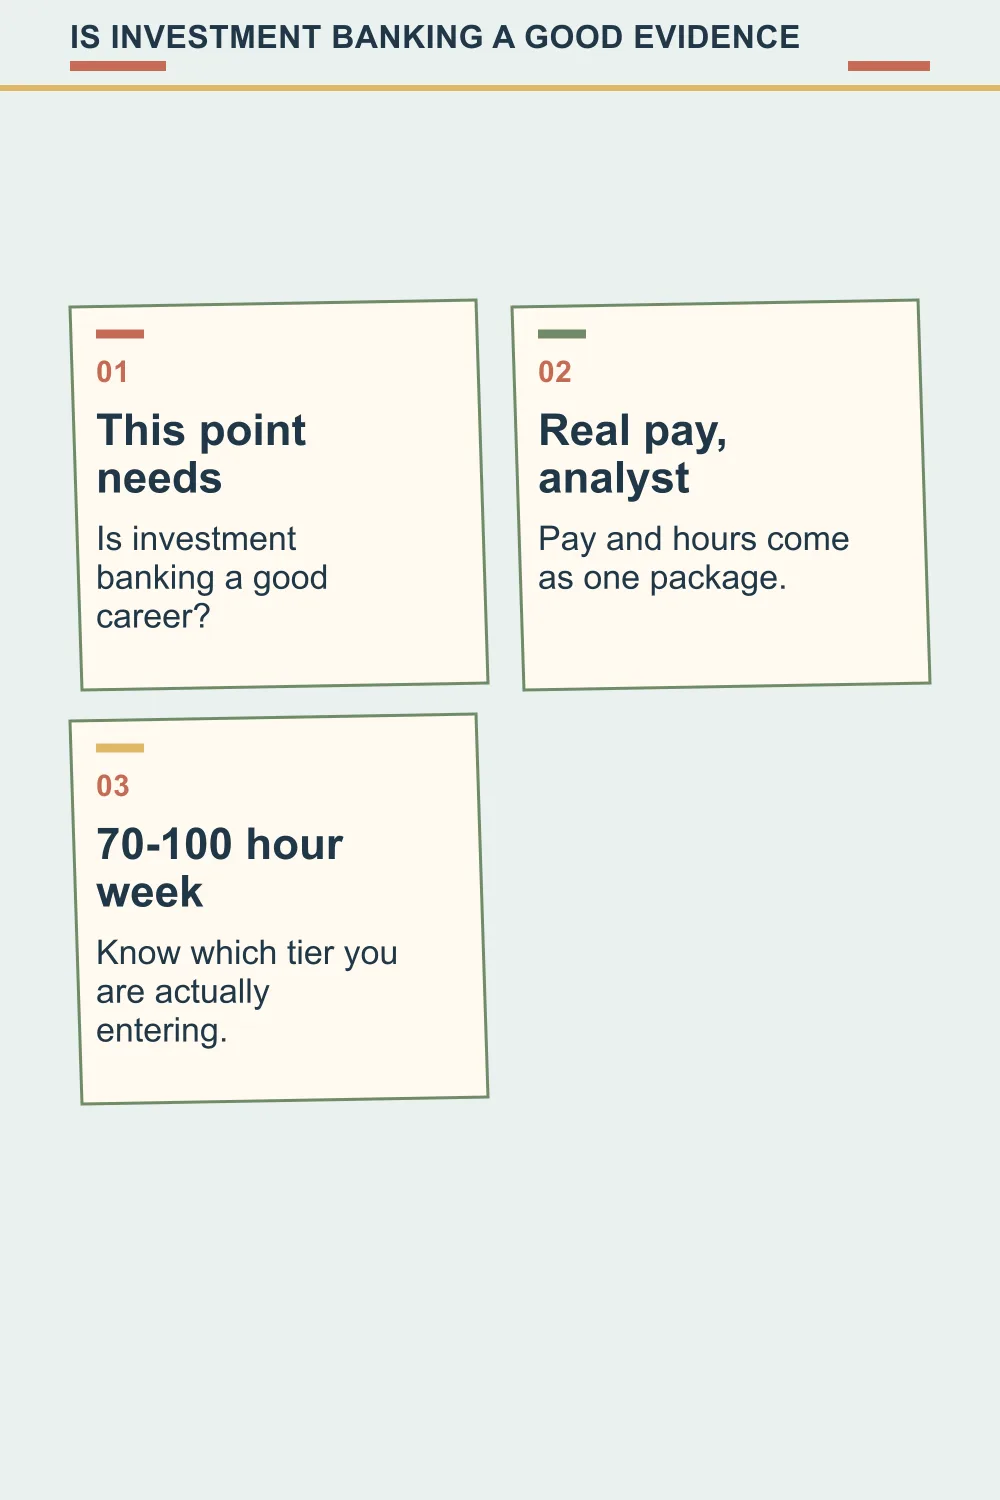 IS INVESTMENT BANKING A GOOD EVIDENCE
01
This point
needs
Is investment
banking a good
career?
02
Real pay,
analyst
Pay and hours come
as one package.
03
70-100 hour
week
Know which tier you
are actually
entering.